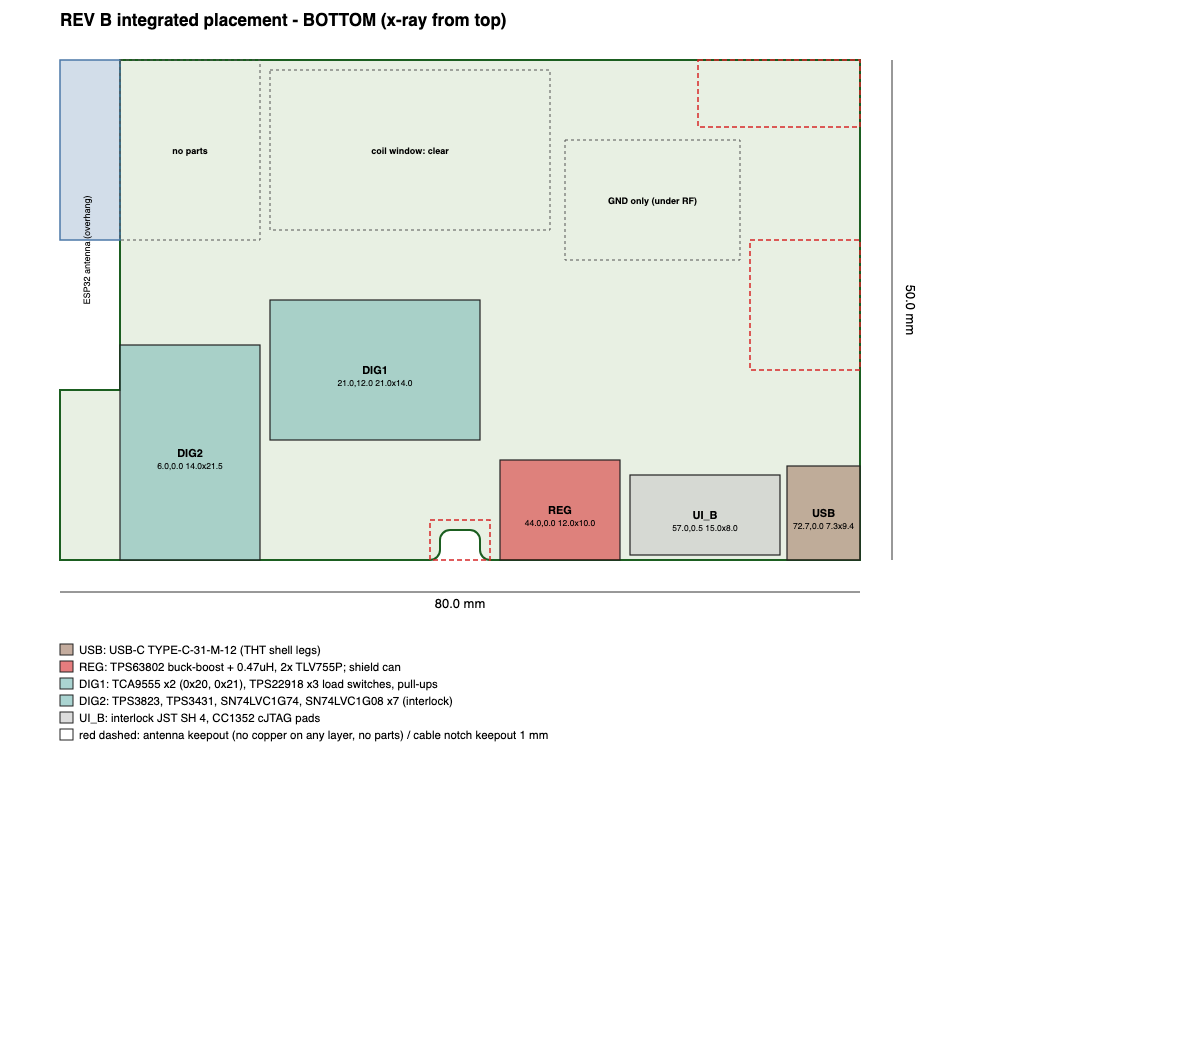 REV B integrated placement - BOTTOM (x-ray from top)
no parts
coil window: clear
GND only (under RF)
ESP32 antenna (overhang)
50.0 mm
DIG1
21.0,12.0 21.0x14.0
DIG2
6.0,0.0 14.0x21.5
REG
44.0,0.0 12.0x10.0
UI_B
57.0,0.5 15.0x8.0
USB
72.7,0.0 7.3x9.4
80.0 mm
USB: USB-C TYPE-C-31-M-12 (THT shell legs)
REG: TPS63802 buck-boost + 0.47uH, 2x TLV755P; shield can
DIG1: TCA9555 x2 (0x20, 0x21), TPS22918 x3 load switches, pull-ups
DIG2: TPS3823, TPS3431, SN74LVC1G74, SN74LVC1G08 x7 (interlock)
UI_B: interlock JST SH 4, CC1352 cJTAG pads
red dashed: antenna keepout (no copper on any layer, no parts) / cable notch keepout 1 mm